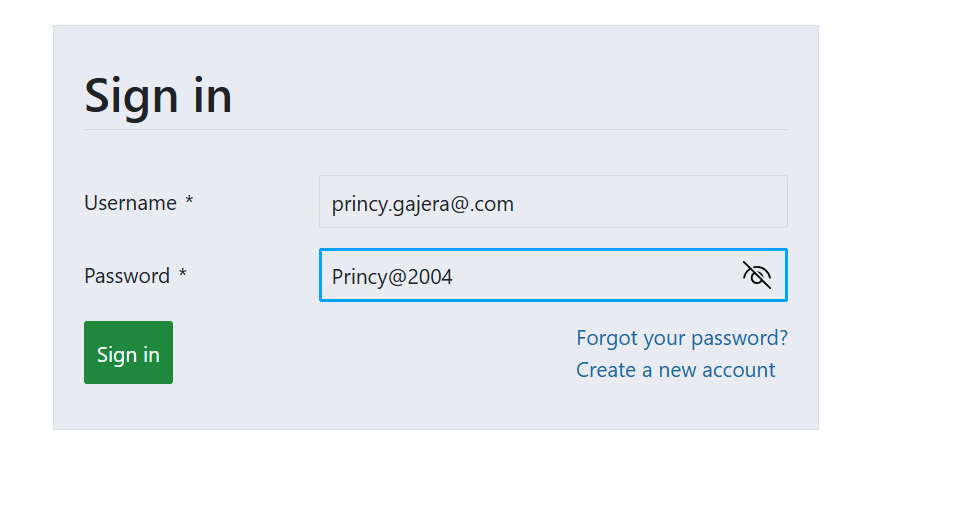 Sign in
Username *
princy.gajera@.com
Password *
Princy@2004
Sign in
Forgot your password?
Create a new account